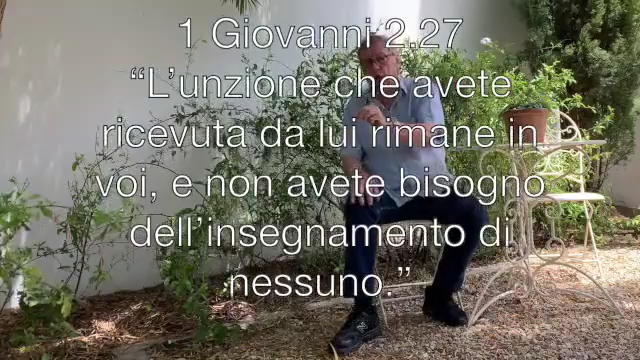 1 Giovanni 2.27
“L’unzione che avete
ricevuta da lui rimane in
voi, e non avete bisogno
dell’insegnamento di
nessuno.”